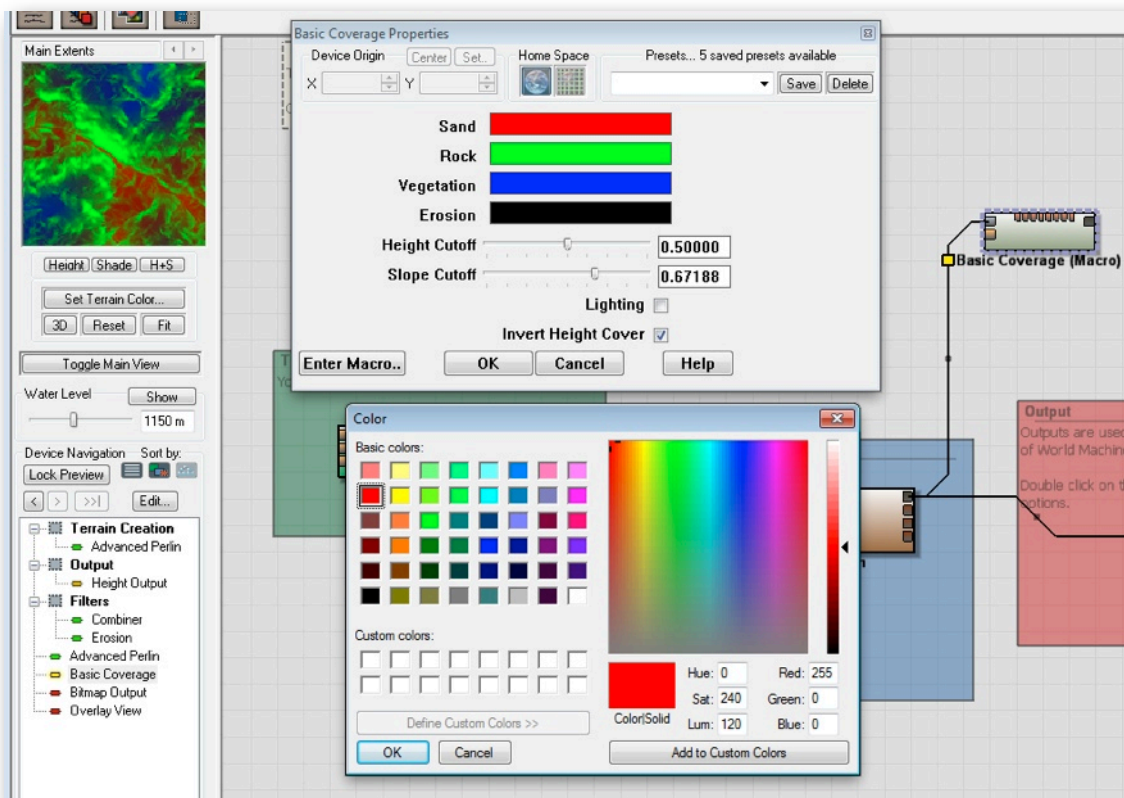 Main Extents
Height Shade H+S
Set Terrain Color...
3D Reset Fit
Toggle Main View
Water Level Show
1150 m
Device Navigation Sort by:
Lock Preview
< > >>| Edit...
Terrain Creation
Advanced Perlin
Output
Height Output
Filters
Combiner
Erosion
Advanced Perlin
Basic Coverage
Bitmap Output
Overlay View
Basic Coverage Properties
Device Origin Center Set.. Home Space Presets... 5 saved presets available
X Y Save Delete
Sand
Rock
Vegetation
Erosion
Height Cutoff 0.50000
Slope Cutoff 0.67188
Lighting
Invert Height Cover
Enter Macro.. OK Cancel Help
Basic Coverage (Macro)
Output
Outputs are used
of World Machin
Double click on t
options.
Color
Basic colors:
Custom colors:
Define Custom Colors >>
OK Cancel
Color|Solid
Hue: 0 Red: 255
Sat: 240 Green: 0
Lum: 120 Blue: 0
Add to Custom Colors